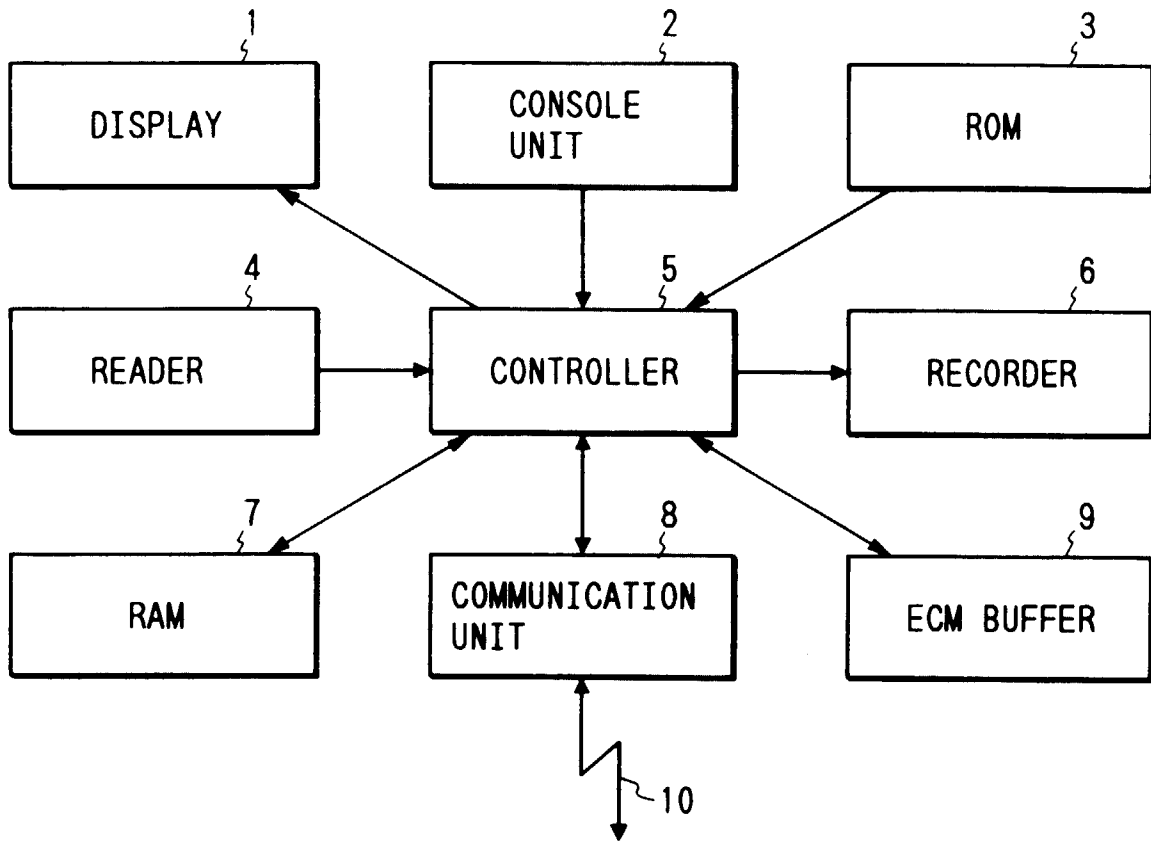 1
2
3
DISPLAY
CONSOLE
UNIT
ROM
4
5
6
READER
CONTROLLER
RECORDER
7
8
9
RAM
COMMUNICATION
UNIT
ECM BUFFER
10